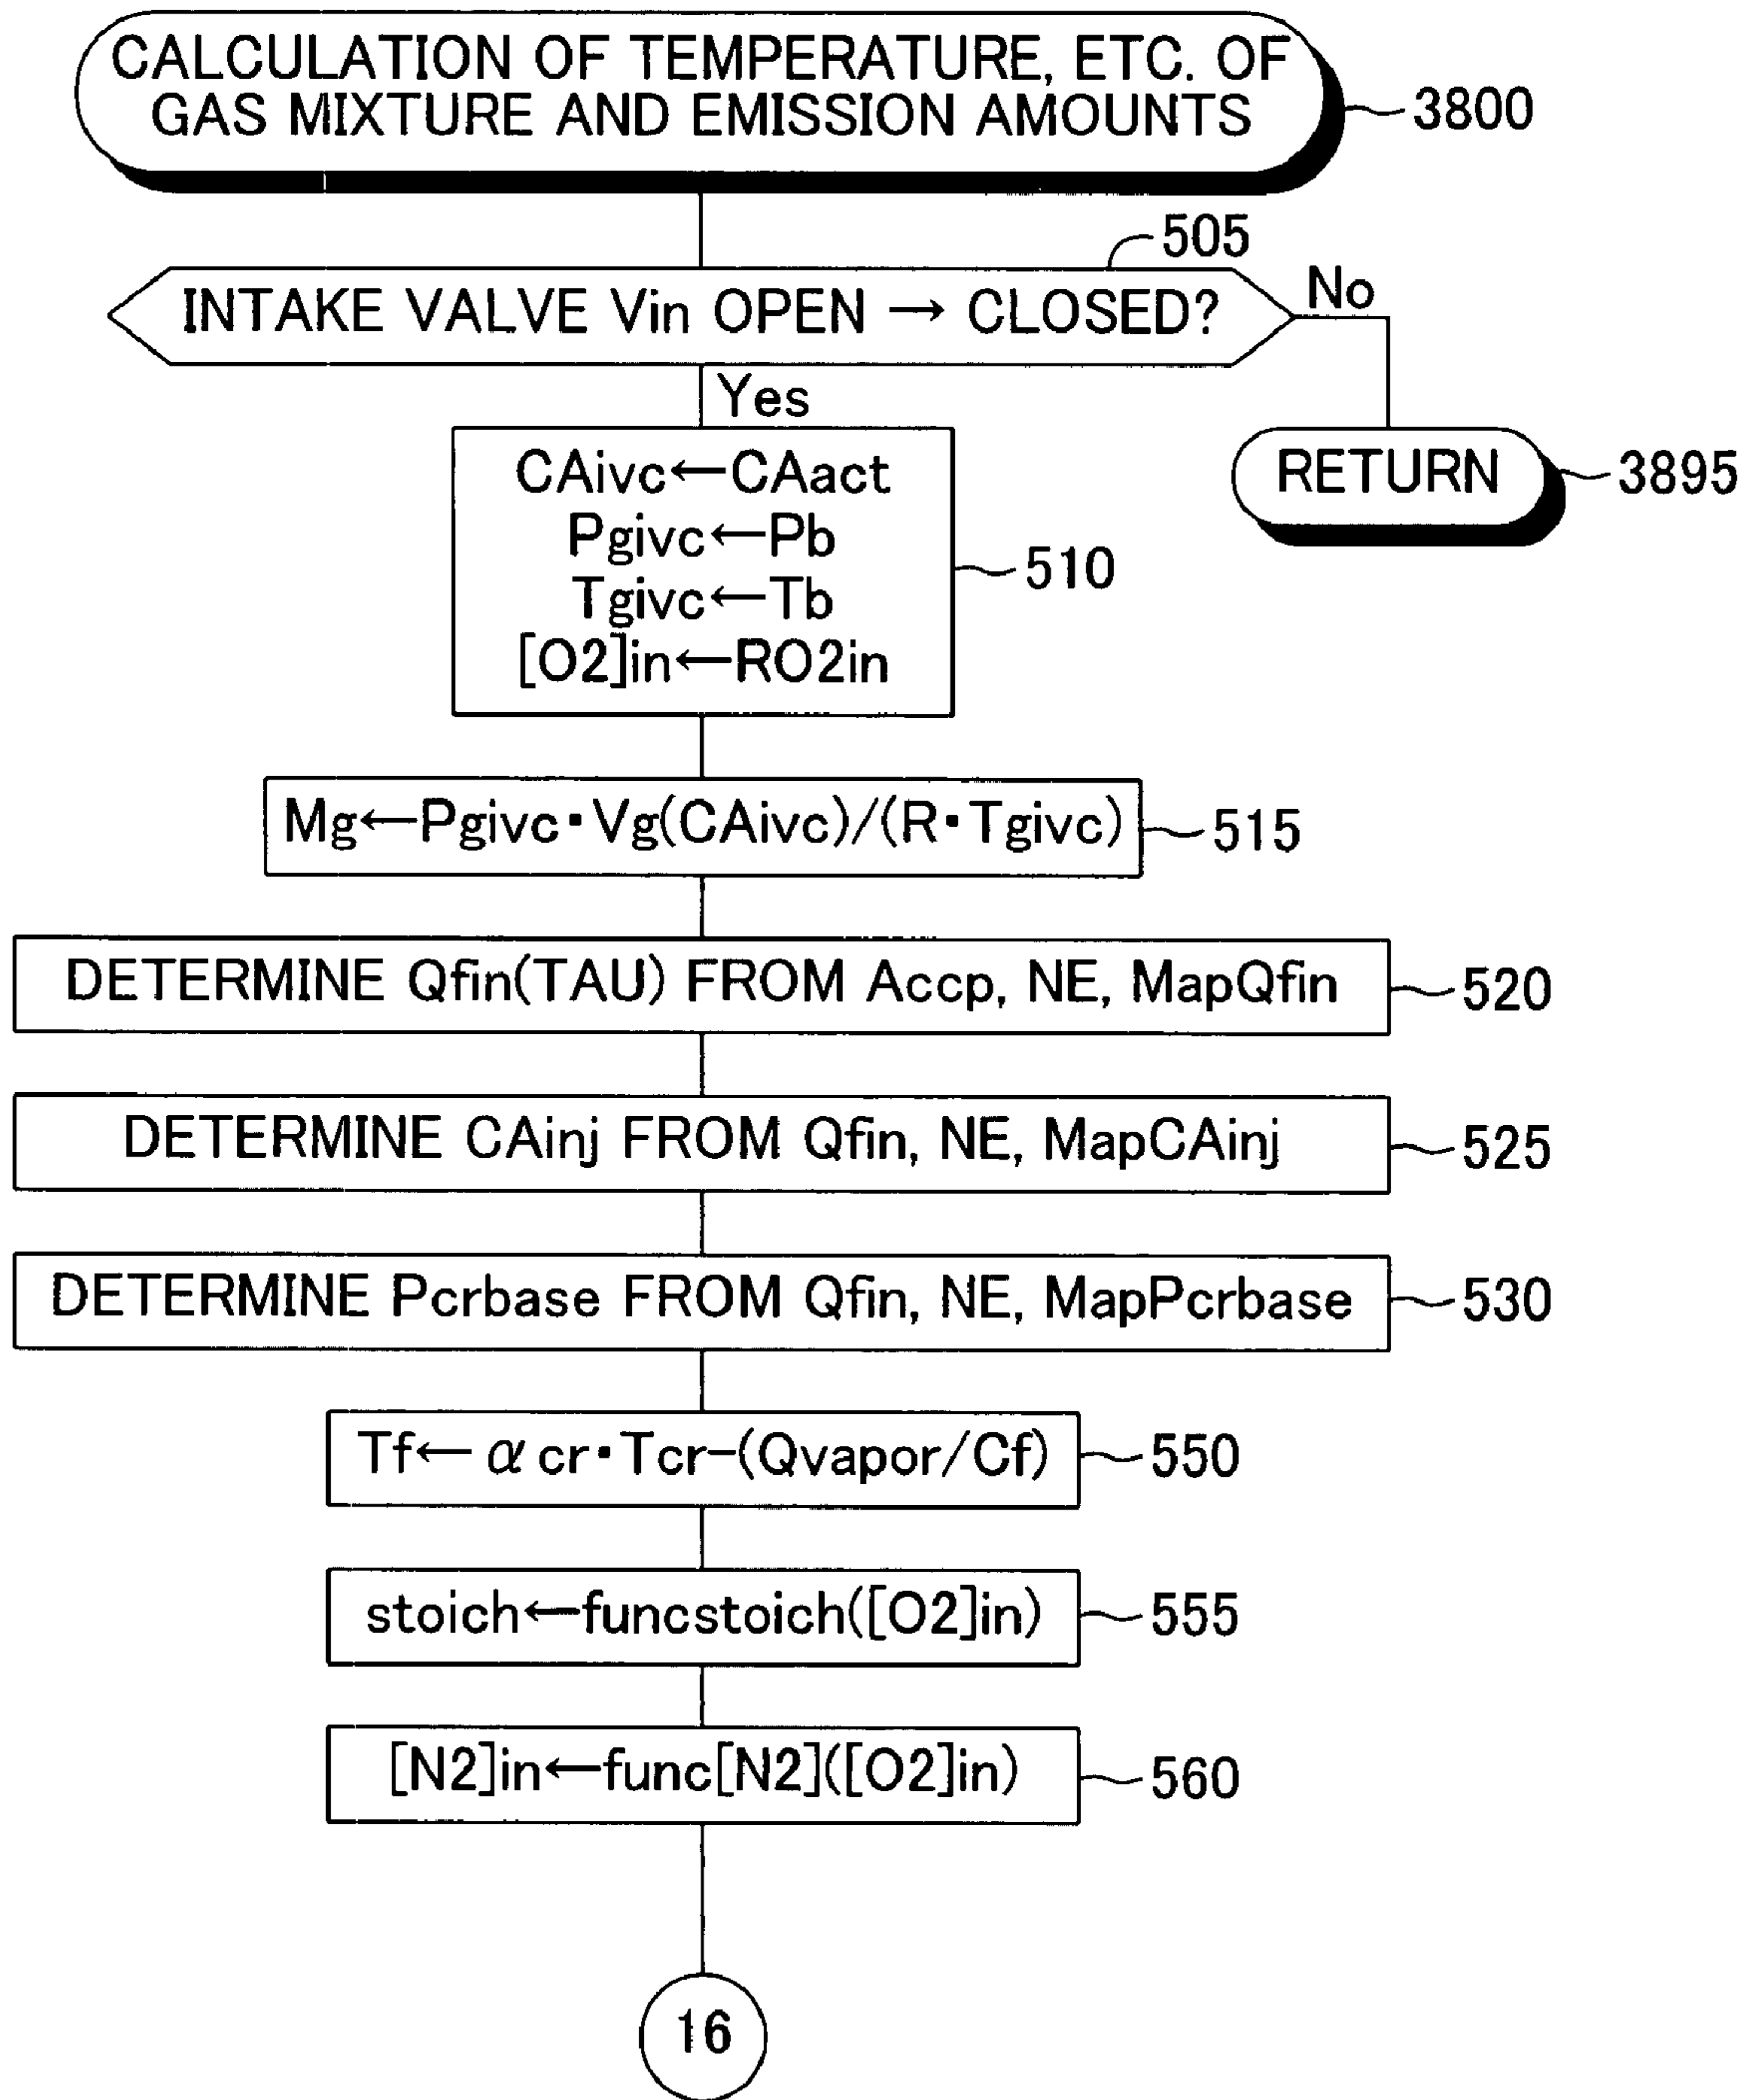 CALCULATION OF TEMPERATURE, ETC. OF
GAS MIXTURE AND EMISSION AMOUNTS
3800
505
INTAKE VALVE Vin OPEN → CLOSED?
No
Yes
CAivc←CAact
Pgivc←Pb
Tgivc←Tb
[O2]in←RO2in
510
RETURN
3895
Mg←Pgivc·Vg(CAivc)/(R·Tgivc)
515
DETERMINE Qfin(TAU) FROM Accp, NE, MapQfin
520
DETERMINE CAinj FROM Qfin, NE, MapCAinj
525
DETERMINE Pcrbase FROM Qfin, NE, MapPcrbase
530
Tf←αcr·Tcr-(Qvapor/Cf)
550
stoich←funcstoich([O2]in)
555
[N2]in←func[N2]([O2]in)
560
16